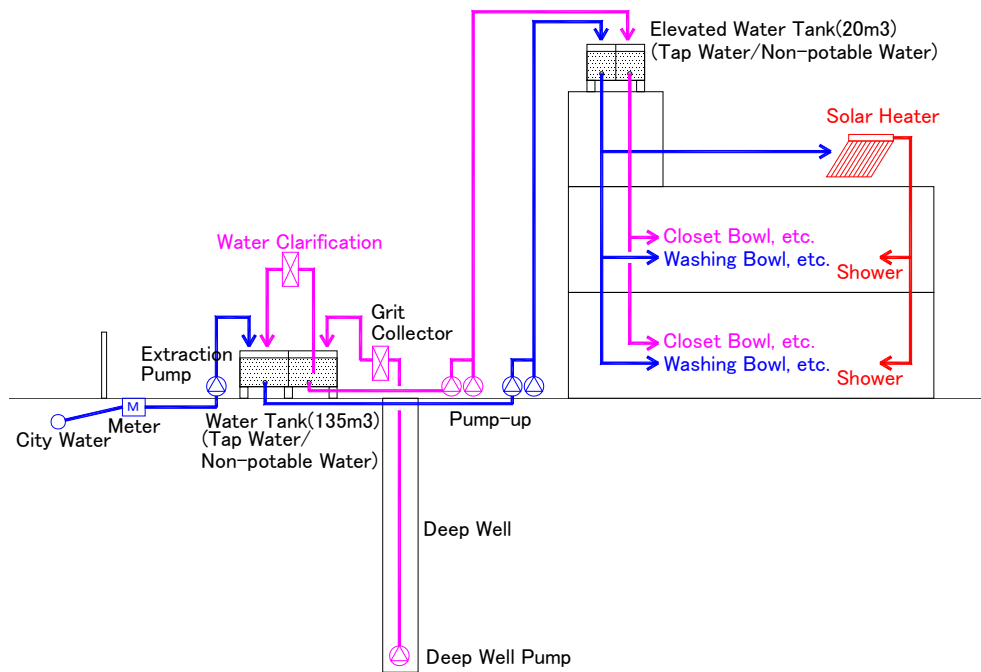 Elevated Water Tank(20m3)
(Tap Water/Non-potable Water)
Solar Heater
Water Clarification
Closet Bowl, etc.
Washing Bowl, etc.
Shower
Grit
Collector
Extraction
Pump
Closet Bowl, etc.
Washing Bowl, etc.
Shower
M
City Water
Meter
Water Tank(135m3)
(Tap Water/
Non-potable Water)
Pump-up
Deep Well
Deep Well Pump